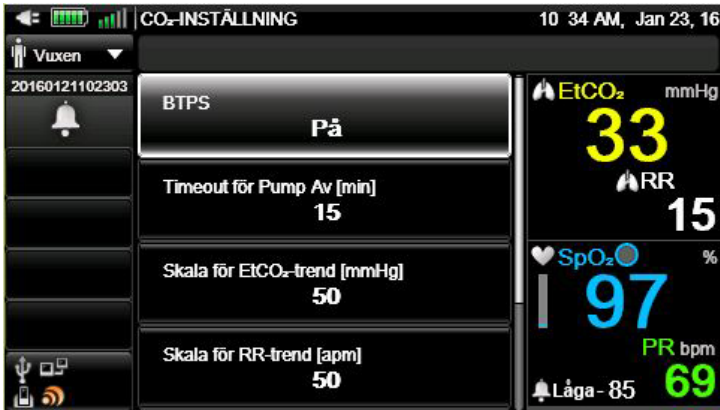 CO₂-INSTÄLLNING
10 34 AM, Jan 23, 16
Vuxen
20160121102303
BTPS
På
Timeout för Pump Av [min]
15
Skala för EtCO₂-trend [mmHg]
50
Skala för RR-trend [apm]
50
EtCO₂ mmHg
33
RR
15
SpO₂ %
97
PR bpm
69
Låga - 85